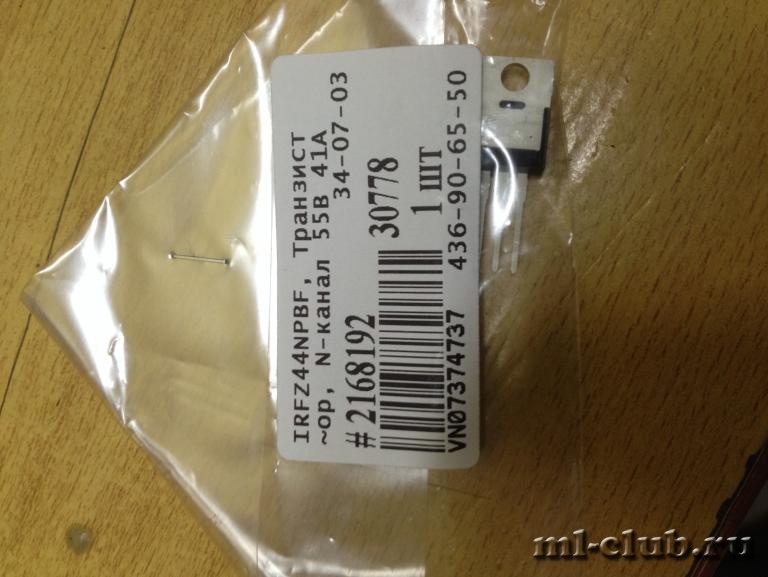 IRFZ44NPBF, Транзист
~ор, N-канал 55В 41А
34-07-03
#2168192 30778
1 шт
VN07374737 436-90-65-50
ml-club.ru